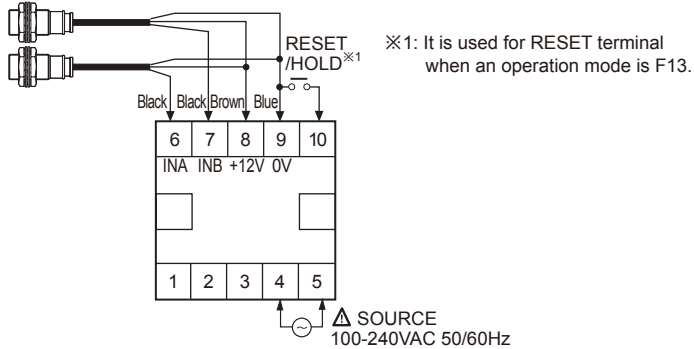 RESET
/HOLD※1
※1: It is used for RESET terminal
when an operation mode is F13.
Black Black Brown Blue
6 7 8 9 10
INA INB +12V 0V
1 2 3 4 5
⚠ SOURCE
100-240VAC 50/60Hz